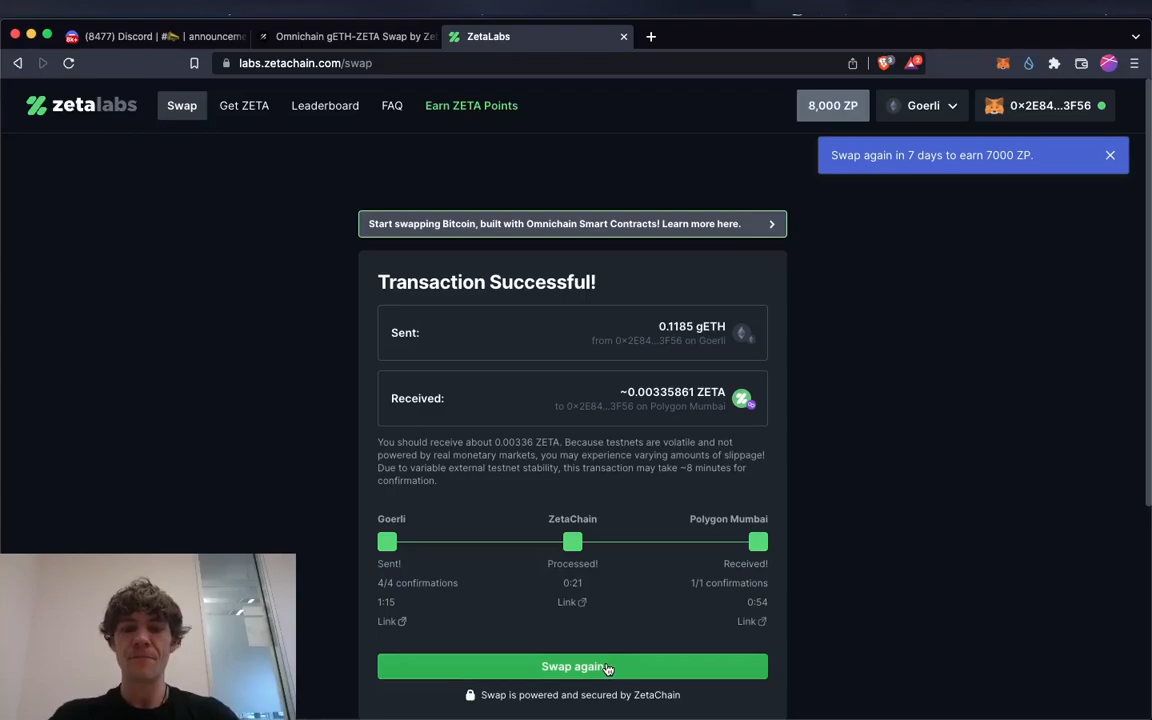 (8477) Discord | #📣 | announceme
Omnichain gETH-ZETA Swap by Ze
ZetaLabs
labs.zetachain.com/swap
3
2
zetalabs
Swap
Get ZETA
Leaderboard
FAQ
Earn ZETA Points
8,000 ZP
Goerli
0x2E84...3F56
Swap again in 7 days to earn 7000 ZP.
Start swapping Bitcoin, built with Omnichain Smart Contracts! Learn more here.
Transaction Successful!
Sent:
0.1185 gETH
from 0x2E84...3F56 on Goerli
Received:
~0.00335861 ZETA
to 0x2E84...3F56 on Polygon Mumbai
You should receive about 0.00336 ZETA. Because testnets are volatile and not
powered by real monetary markets, you may experience varying amounts of slippage!
Due to variable external testnet stability, this transaction may take ~8 minutes for
confirmation.
Goerli
ZetaChain
Polygon Mumbai
Sent!
Processed!
Received!
4/4 confirmations
0:21
1/1 confirmations
1:15
Link
0:54
Link
Link
Swap again
Swap is powered and secured by ZetaChain